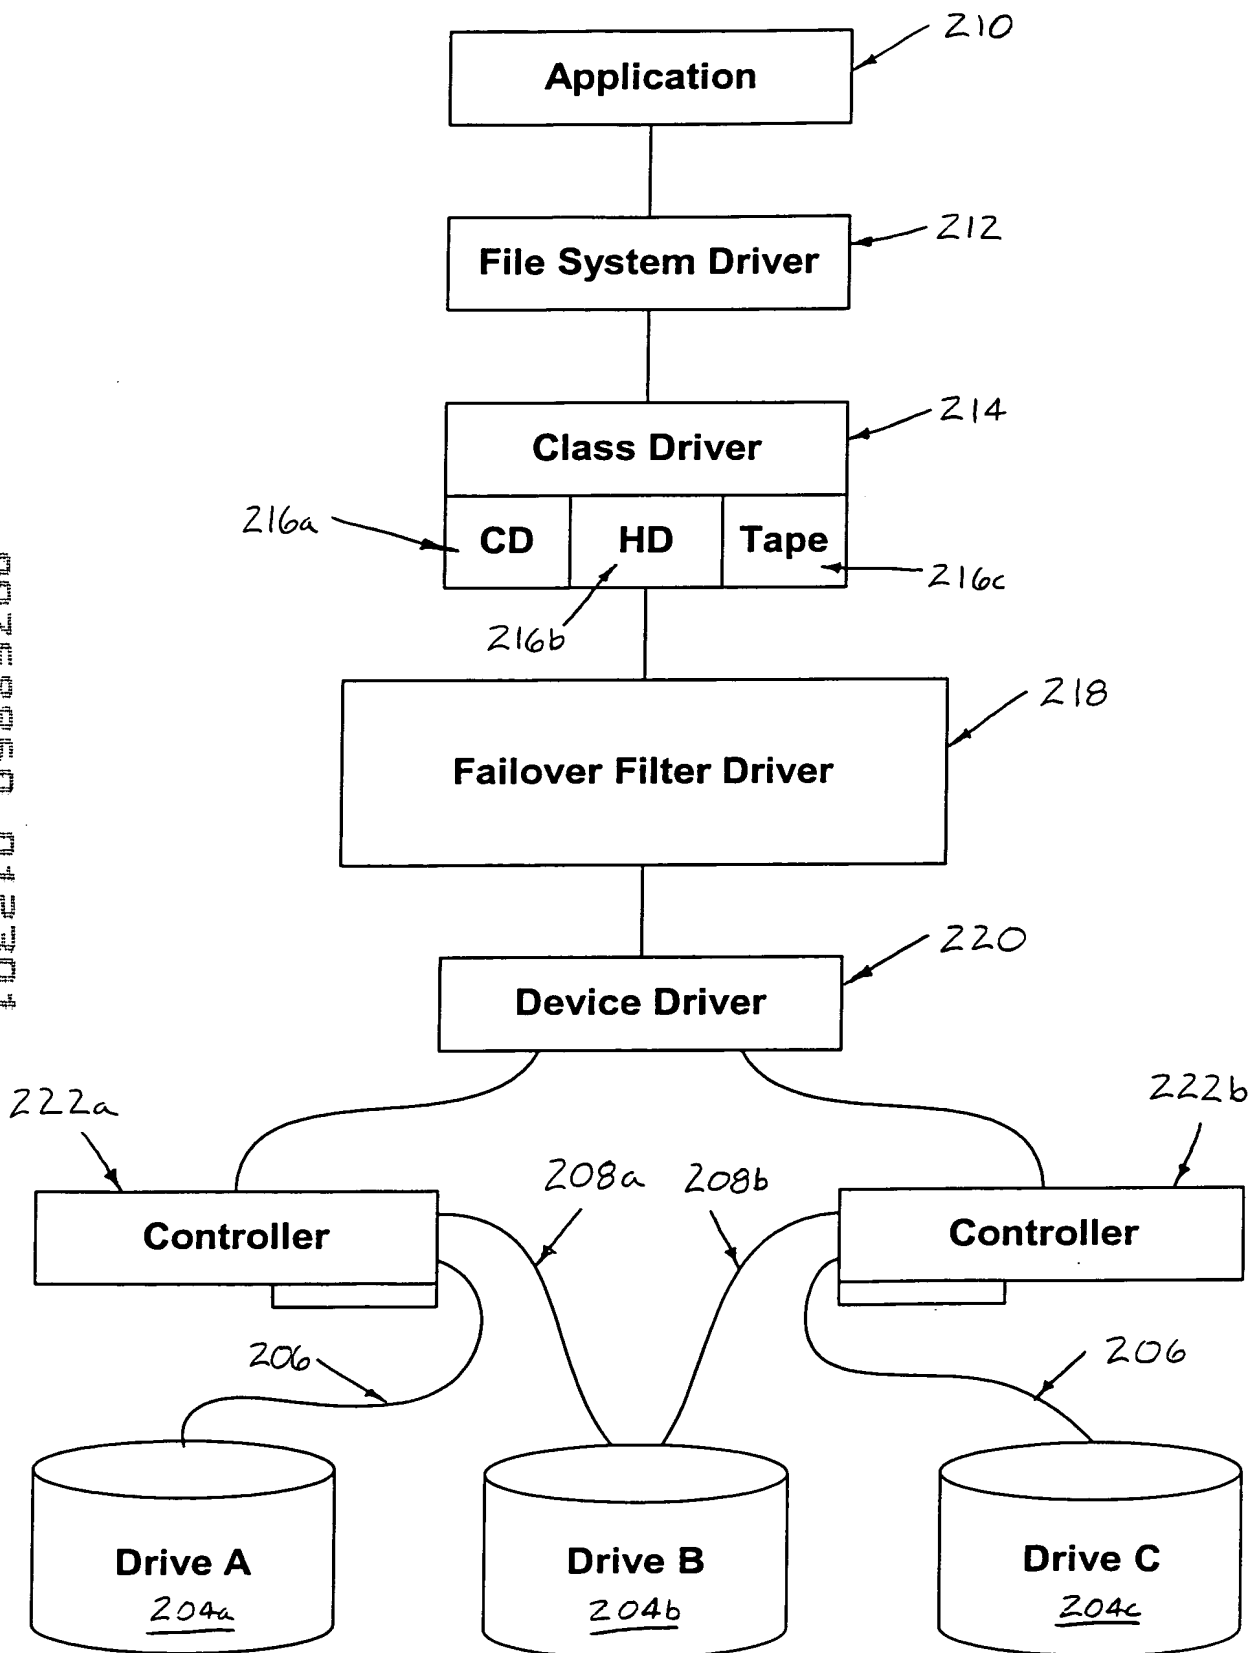 210
Application
212
File System Driver
214
Class Driver
216a
CD
HD
Tape
216c
216b
218
Failover Filter Driver
220
Device Driver
222a
222b
208a
208b
Controller
Controller
206
206
Drive A
Drive B
Drive C
204a
204b
204c